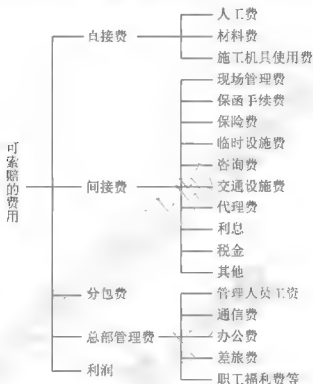 可索赔的费用
直接费
人工费
材料费
施工机具使用费
间接费
现场管理费
保函手续费
保险费
临时设施费
咨询费
交通设施费
代理费
利息
税金
其他
分包费
总部管理费
管理人员工资
通信费
办公费
差旅费
职工福利费等
利润